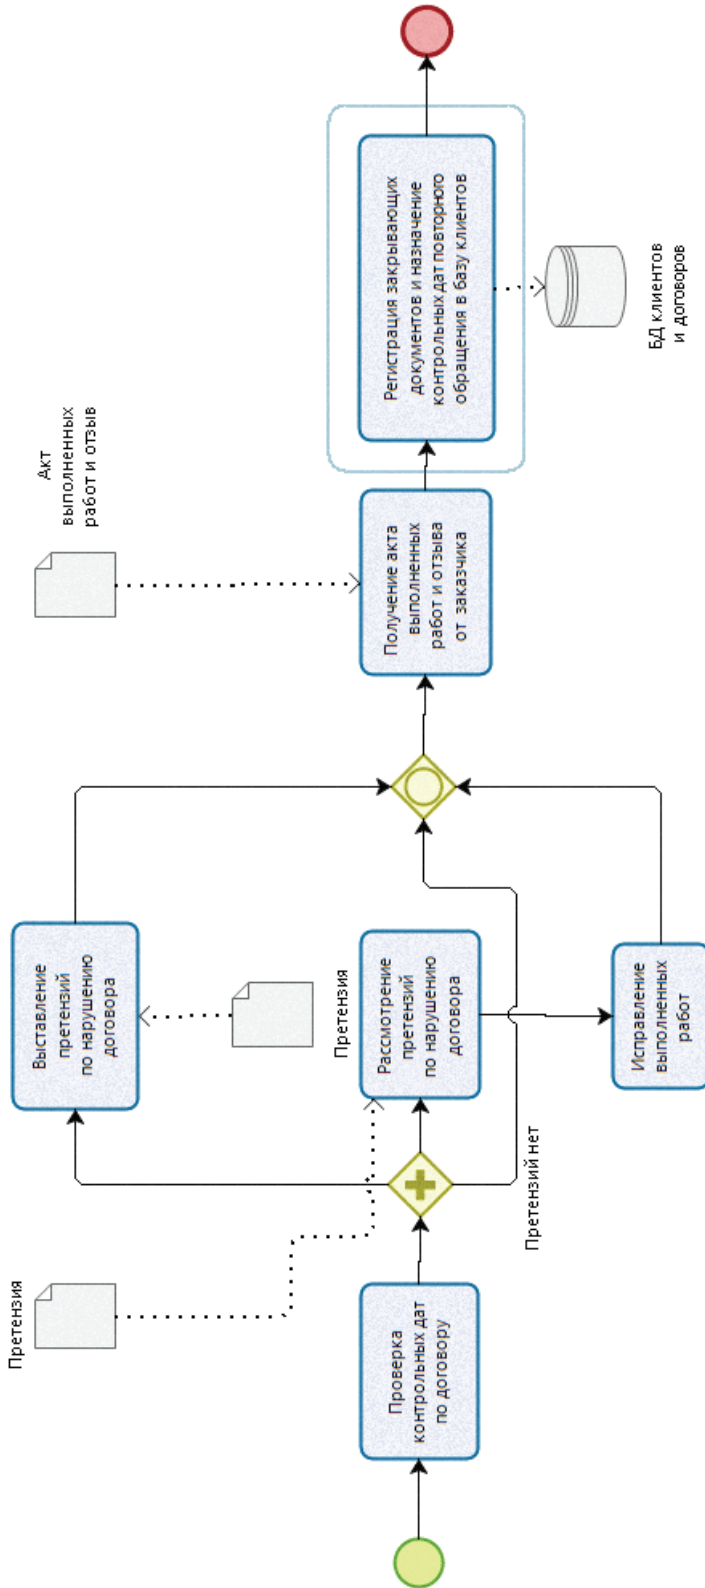 Претензия
Проверка
контрольных дат
по договору
Претензий нет
Выставление
претензий
по нарушению
договора
Претензия
Рассмотрение
претензий
по нарушению
договора
Исправление
выполненных
работ
Акт
выполненных
работ и отзыв
Получение акта
выполненных
работ и отзыва
от заказчика
Регистрация закрывающих
документов и назначение
контрольных дат повторного
обращения в базу клиентов
БД клиентов
и договоров